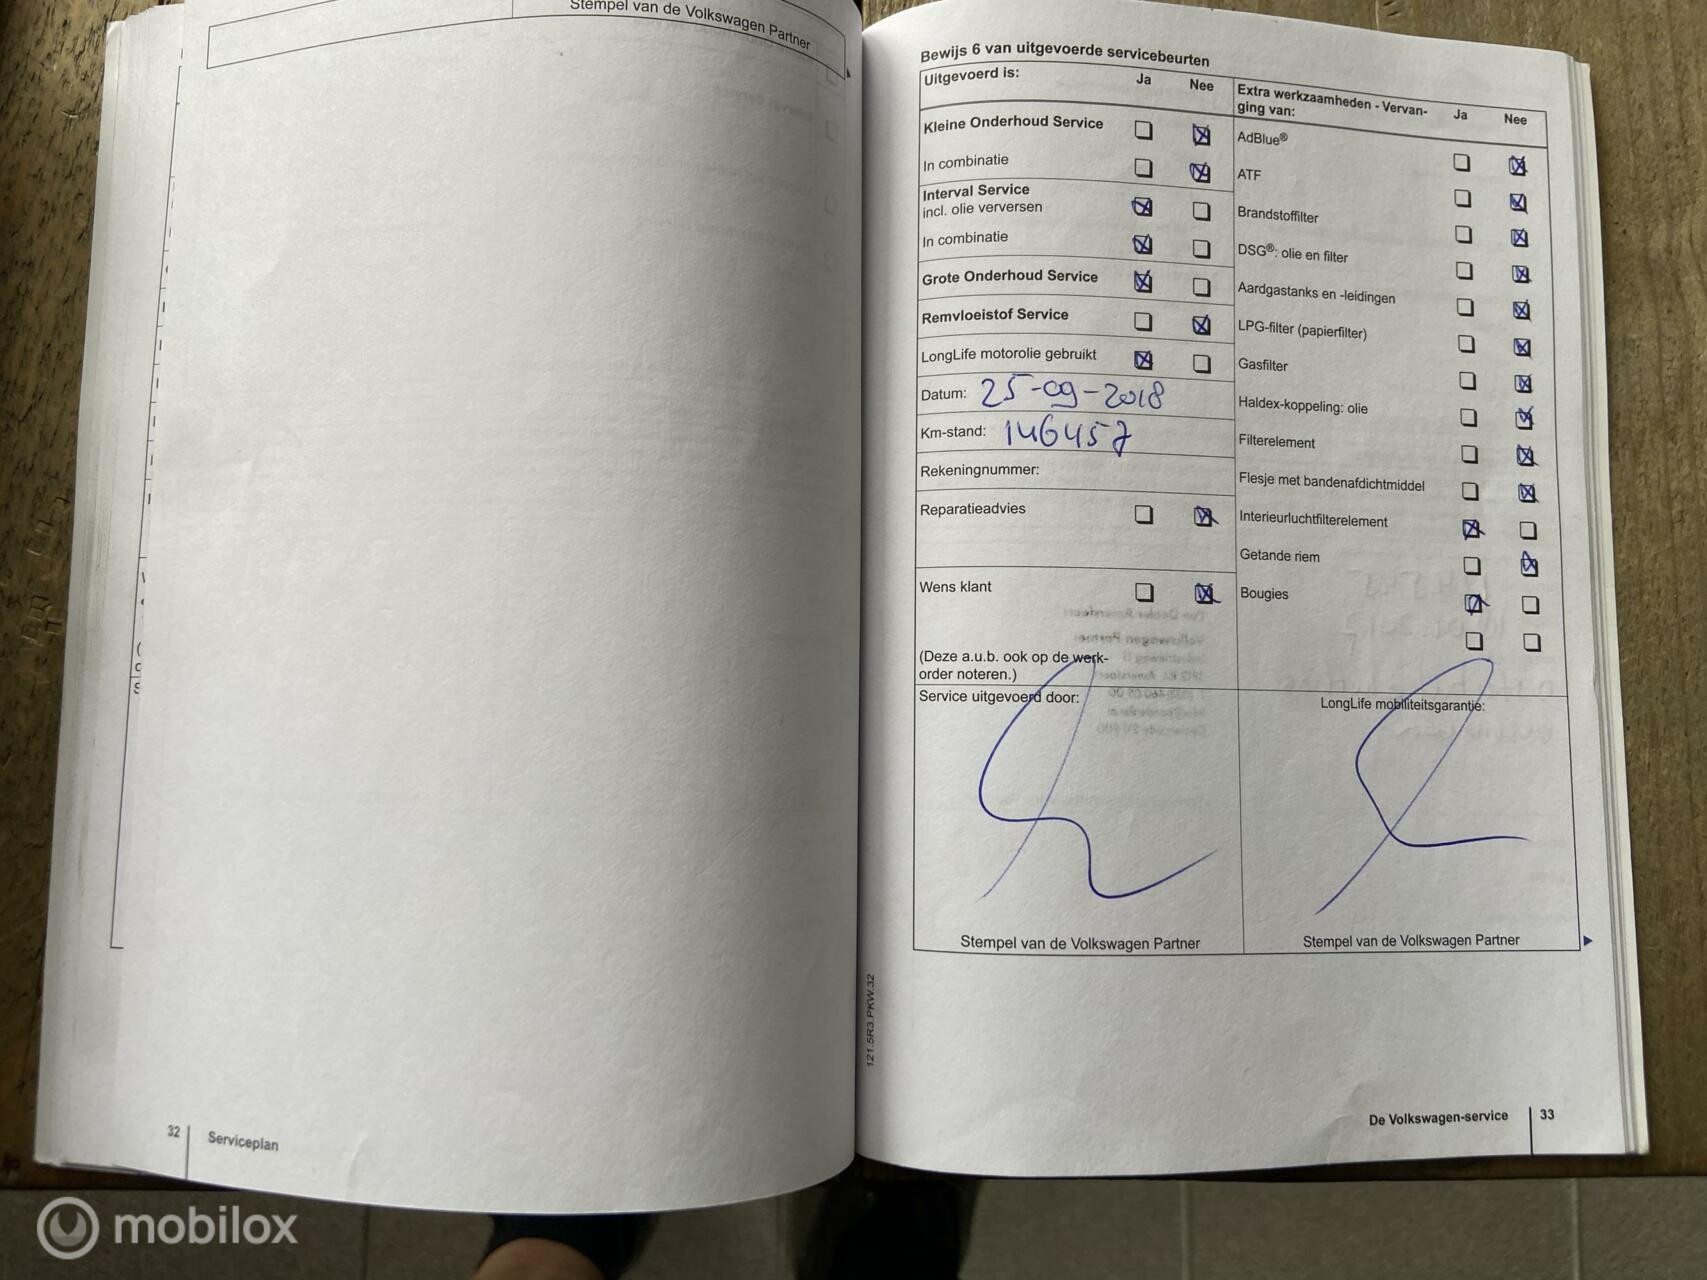 Stempel van de Volkswagen Partner
32 Serviceplan
Bewijs 6 van uitgevoerde servicebeurten
Uitgevoerd is: Ja Nee
Kleine Onderhoud Service
In combinatie
Interval Service
incl. olie verversen
In combinatie
Grote Onderhoud Service
Remvloeistof Service
LongLife motorolie gebruikt
Datum: 25-09-2018
Km-stand: 146457
Rekeningnummer:
Reparatieadvies
Wens klant
(Deze a.u.b. ook op de werk-
order noteren.)
Extra werkzaamheden - Vervan-
ging van: Ja Nee
AdBlue®
ATF
Brandstoffilter
DSG®: olie en filter
Aardgastanks en -leidingen
LPG-filter (papierfilter)
Gasfilter
Haldex-koppeling: olie
Filterelement
Flesje met bandenafdichtmiddel
Interieurluchtfilterelement
Getande riem
Bougies
Service uitgevoerd door:
LongLife mobiliteitsgarantie:
Stempel van de Volkswagen Partner
Stempel van de Volkswagen Partner
121.5R3.PKW.32
De Volkswagen-service 33
mobilox